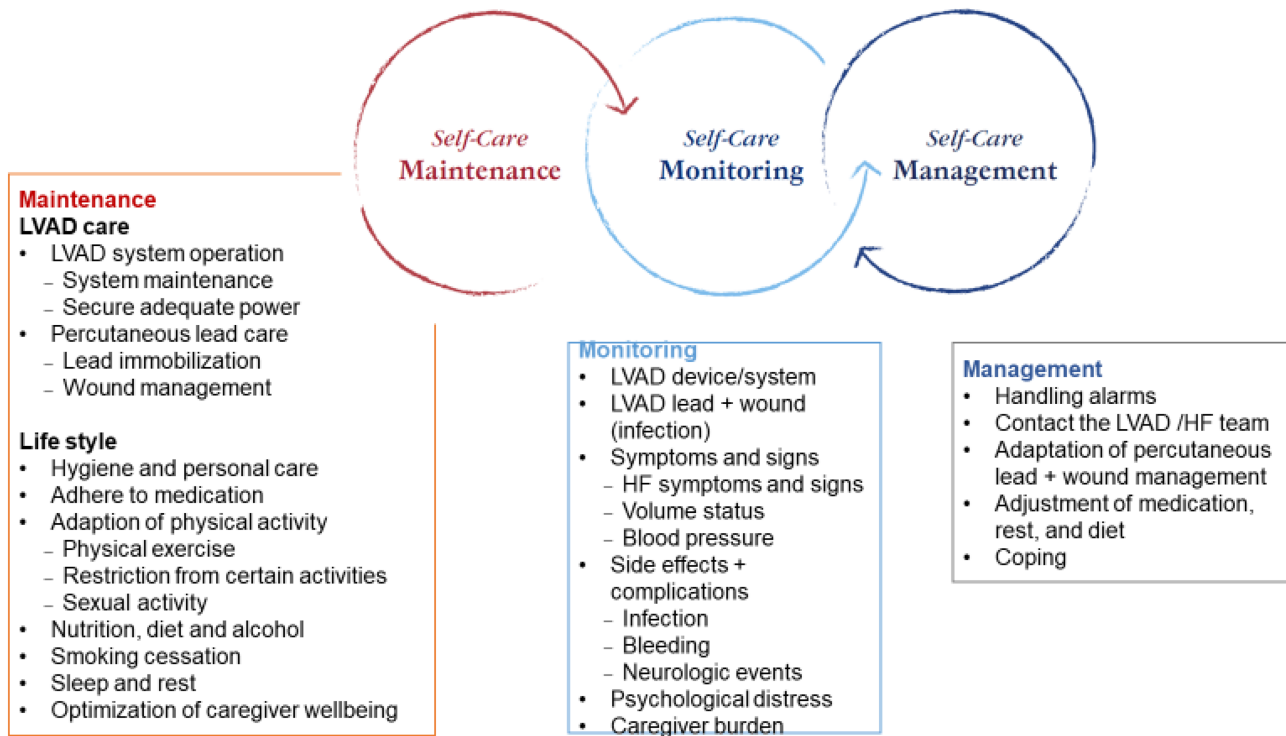 Self-Care
Maintenance
Self-Care
Monitoring
Self-Care
Management
Maintenance
LVAD care
• LVAD system operation
– System maintenance
– Secure adequate power
• Percutaneous lead care
– Lead immobilization
– Wound management
Life style
• Hygiene and personal care
• Adhere to medication
• Adaption of physical activity
– Physical exercise
– Restriction from certain activities
– Sexual activity
• Nutrition, diet and alcohol
• Smoking cessation
• Sleep and rest
• Optimization of caregiver wellbeing
Monitoring
• LVAD device/system
• LVAD lead + wound
(infection)
• Symptoms and signs
– HF symptoms and signs
– Volume status
– Blood pressure
• Side effects +
complications
– Infection
– Bleeding
– Neurologic events
• Psychological distress
• Caregiver burden
Management
• Handling alarms
• Contact the LVAD /HF team
• Adaptation of percutaneous
lead + wound management
• Adjustment of medication,
rest, and diet
• Coping